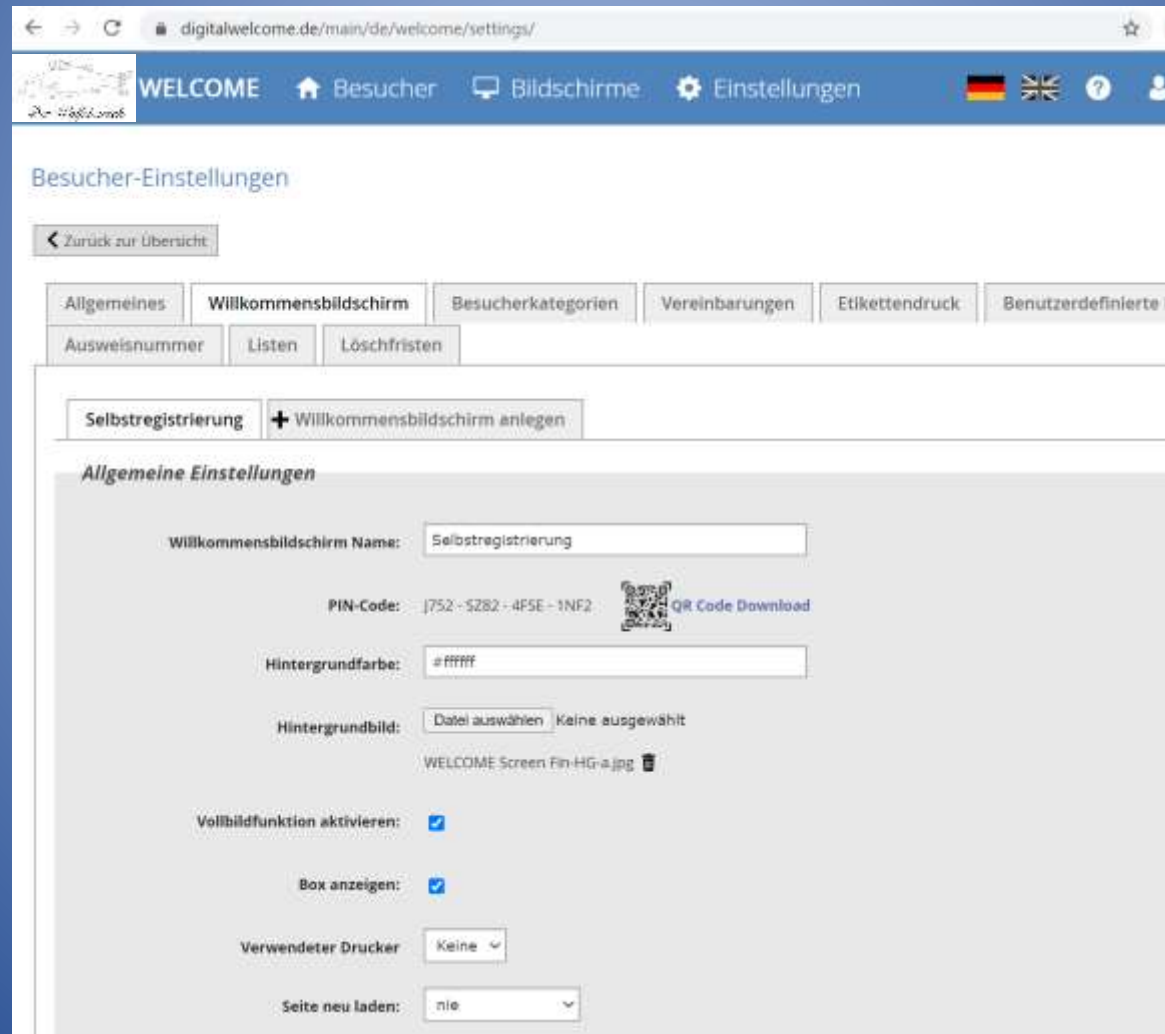 digitalwelcome.de/main/de/welcome/settings/
WELCOME Besucher Bildschirme Einstellungen
Besucher-Einstellungen
Zurück zur Übersicht
Allgemeines Willkommensbildschirm Besucherkategorien Vereinbarungen Etikettendruck Benutzerdefinierte
Ausweisnummer Listen Löschfristen
Selbstregistrierung Willkommensbildschirm anlegen
Allgemeine Einstellungen
Willkommensbildschirm Name: Selbstregistrierung
PIN-Code: J752 - SZ82 - 4FSE - 1NF2 QR Code Download
Hintergrundfarbe: #ffffff
Hintergrundbild: Datei auswählen Keine ausgewählt
WELCOME Screen Fin-HG-a.jpg
Vollbildfunktion aktivieren:
Box anzeigen:
Verwendeter Drucker Keine
Seite neu laden: nie